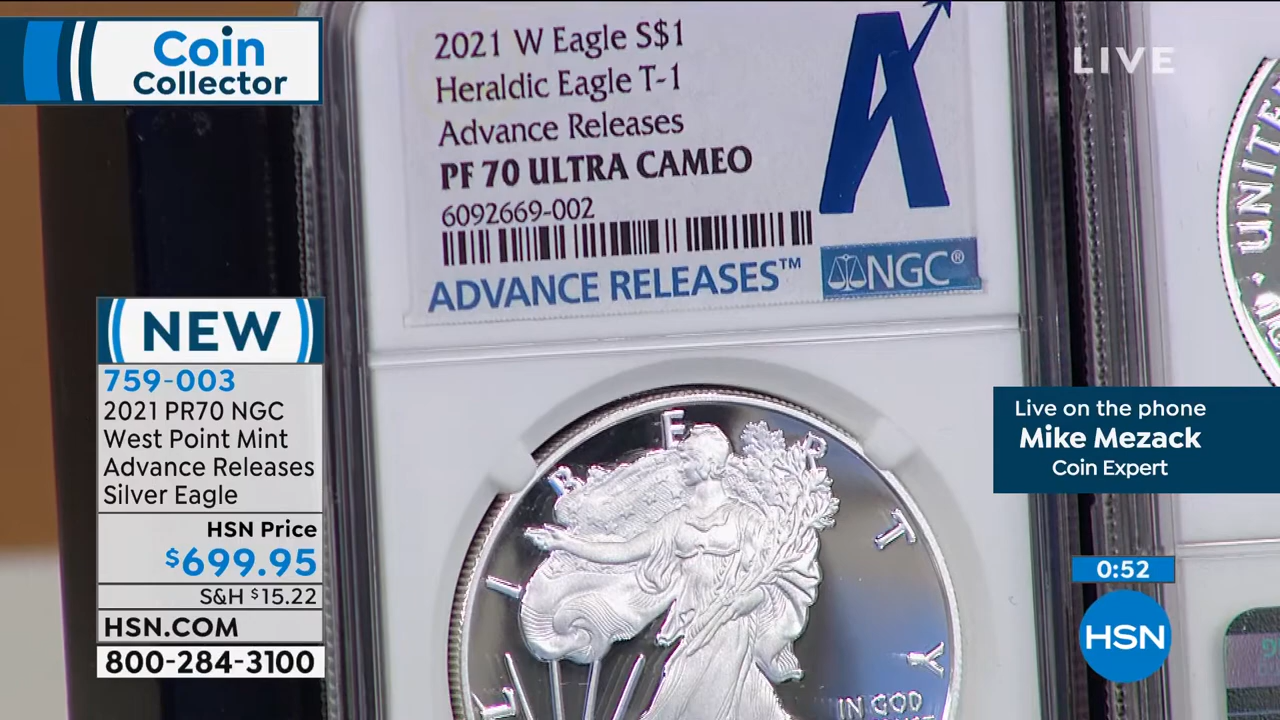 Coin
Collector
2021 W Eagle S$1
Heraldic Eagle T-1
Advance Releases
PF 70 ULTRA CAMEO
6092669-002
ADVANCE RELEASES™
NGC®
LIVE
UNITE
NEW
759-003
2021 PR70 NGC
West Point Mint
Advance Releases
Silver Eagle
HSN Price
$699.95
S&H $15.22
HSN.COM
800-284-3100
Live on the phone
Mike Mezack
Coin Expert
0:52
HSN
LIBERTY
IN GOD